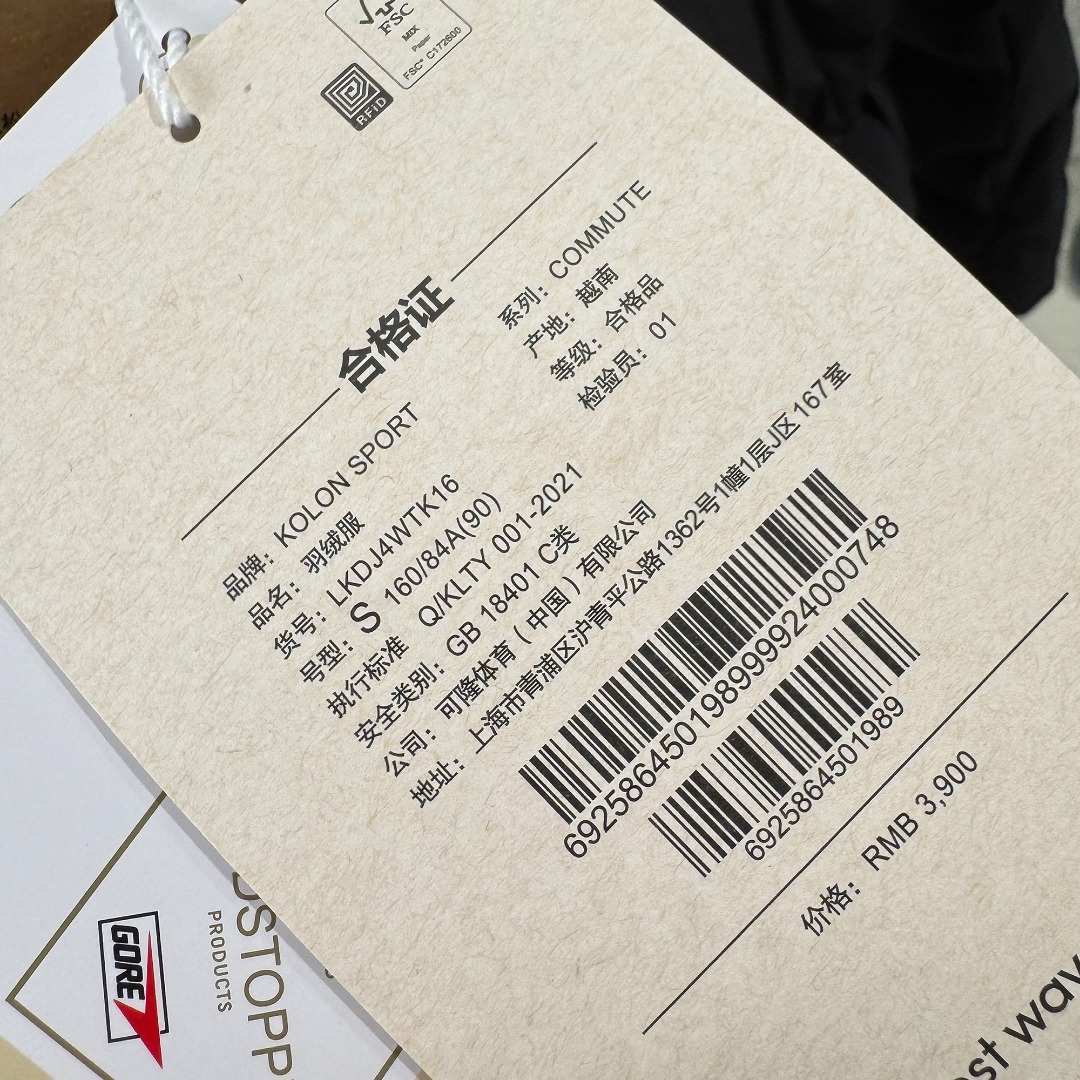 FSC
MIX
Paper
FSC® C172500
RFID
合格证
品牌：KOLON SPORT
品名：羽绒服
货号：LKDJ4WTK16
号型：S 160/84A(90)
执行标准 Q/KLTY 001-2021
安全类别：GB 18401 C类
公司：可隆体育（中国）有限公司
地址：上海市青浦区沪青平公路1362号1幢1层J区167室
系列：COMMUTE
产地：越南
等级：合格品
检验员：01
6925864501989999924000748
6925864501989
价格：RMB 3,900
st way
GORE
PRODUCTS
DSTOPP